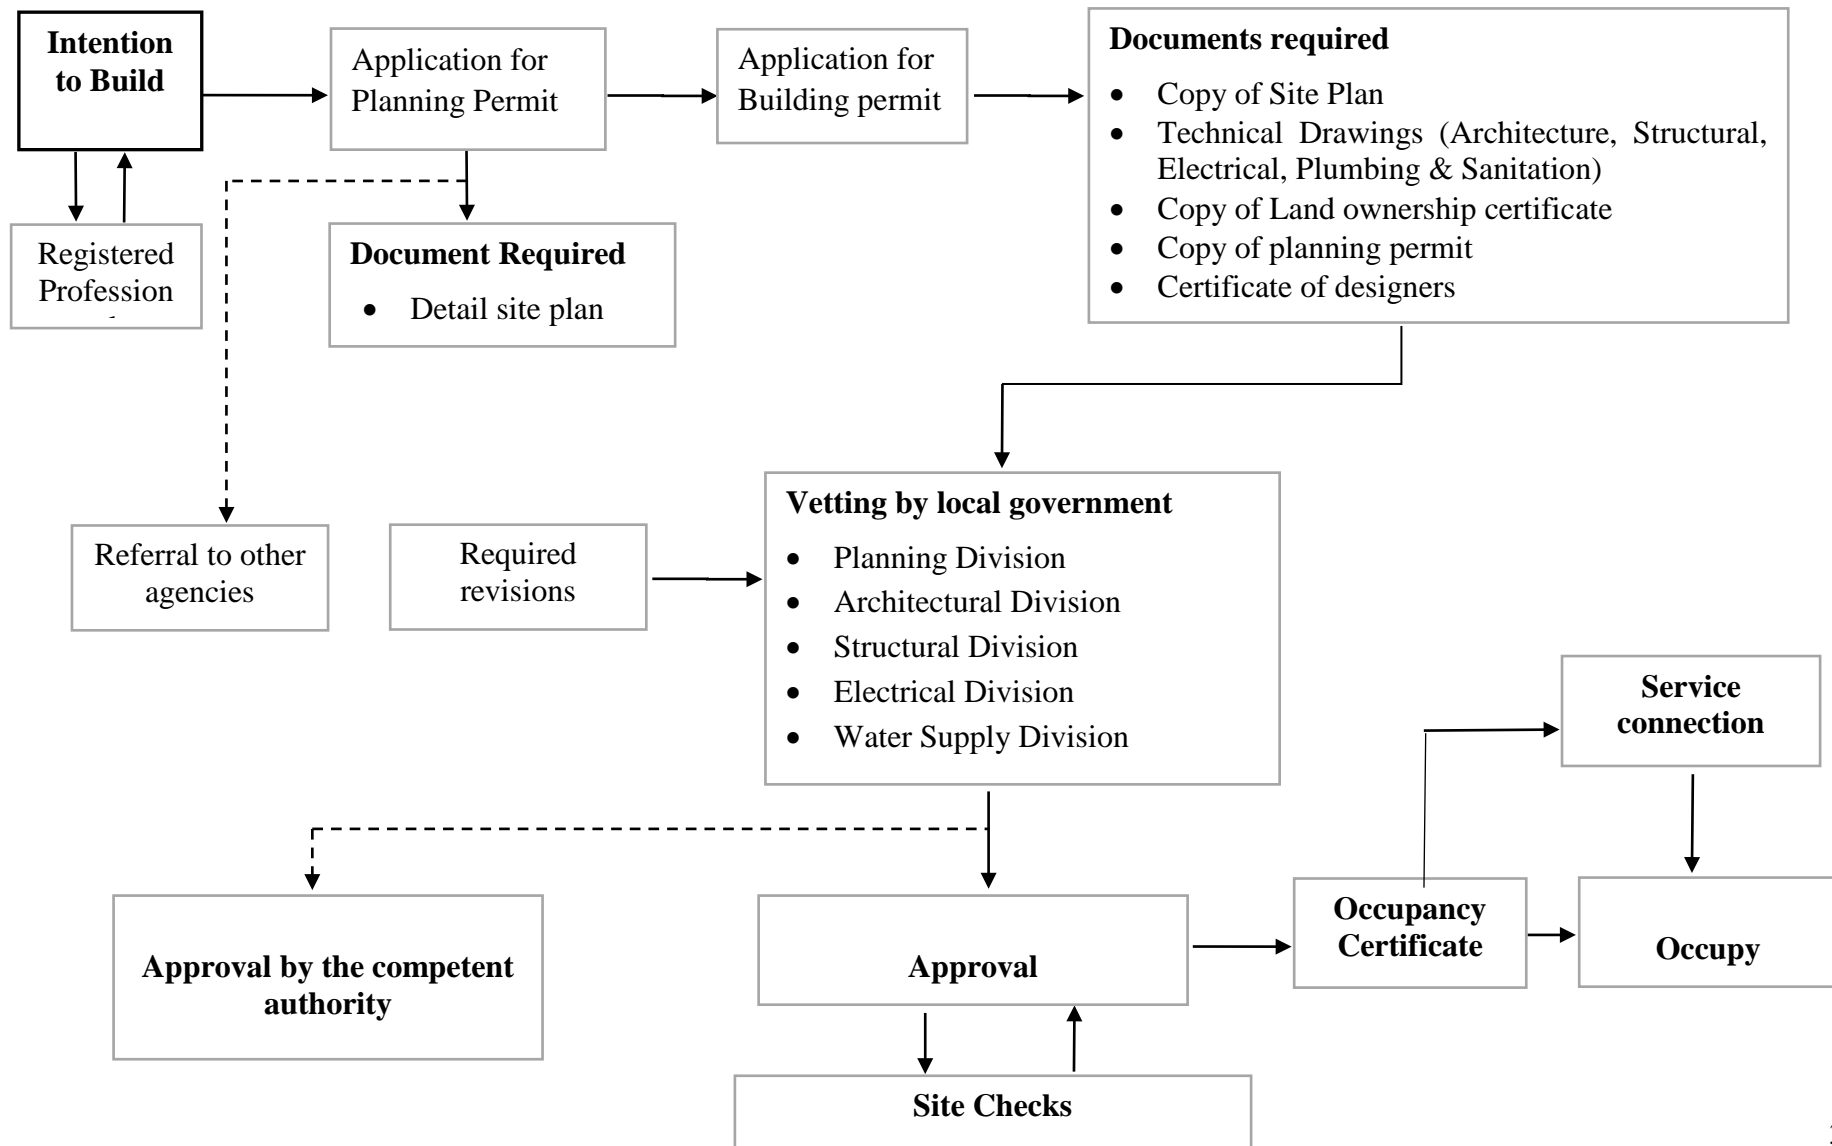 Intention
to Build
Application for
Planning Permit
Application for
Building permit
Documents required
• Copy of Site Plan
• Technical Drawings (Architecture, Structural,
Electrical, Plumbing & Sanitation)
• Copy of Land ownership certificate
• Copy of planning permit
• Certificate of designers
Registered
Profession
Document Required
• Detail site plan
Referral to other
agencies
Required
revisions
Vetting by local government
• Planning Division
• Architectural Division
• Structural Division
• Electrical Division
• Water Supply Division
Service
connection
Approval by the competent
authority
Approval
Occupancy
Certificate
Occupy
Site Checks